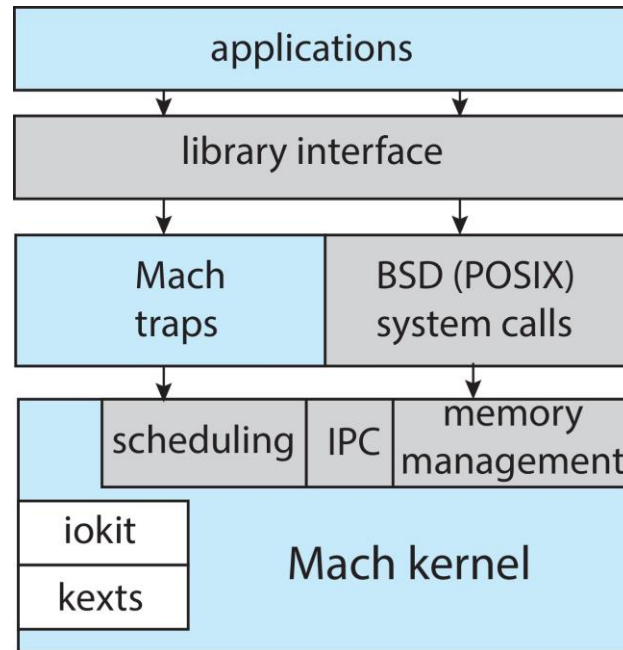 applications
library interface
Mach
traps
BSD (POSIX)
system calls
scheduling
IPC
memory
management
iokit
kexts
Mach kernel